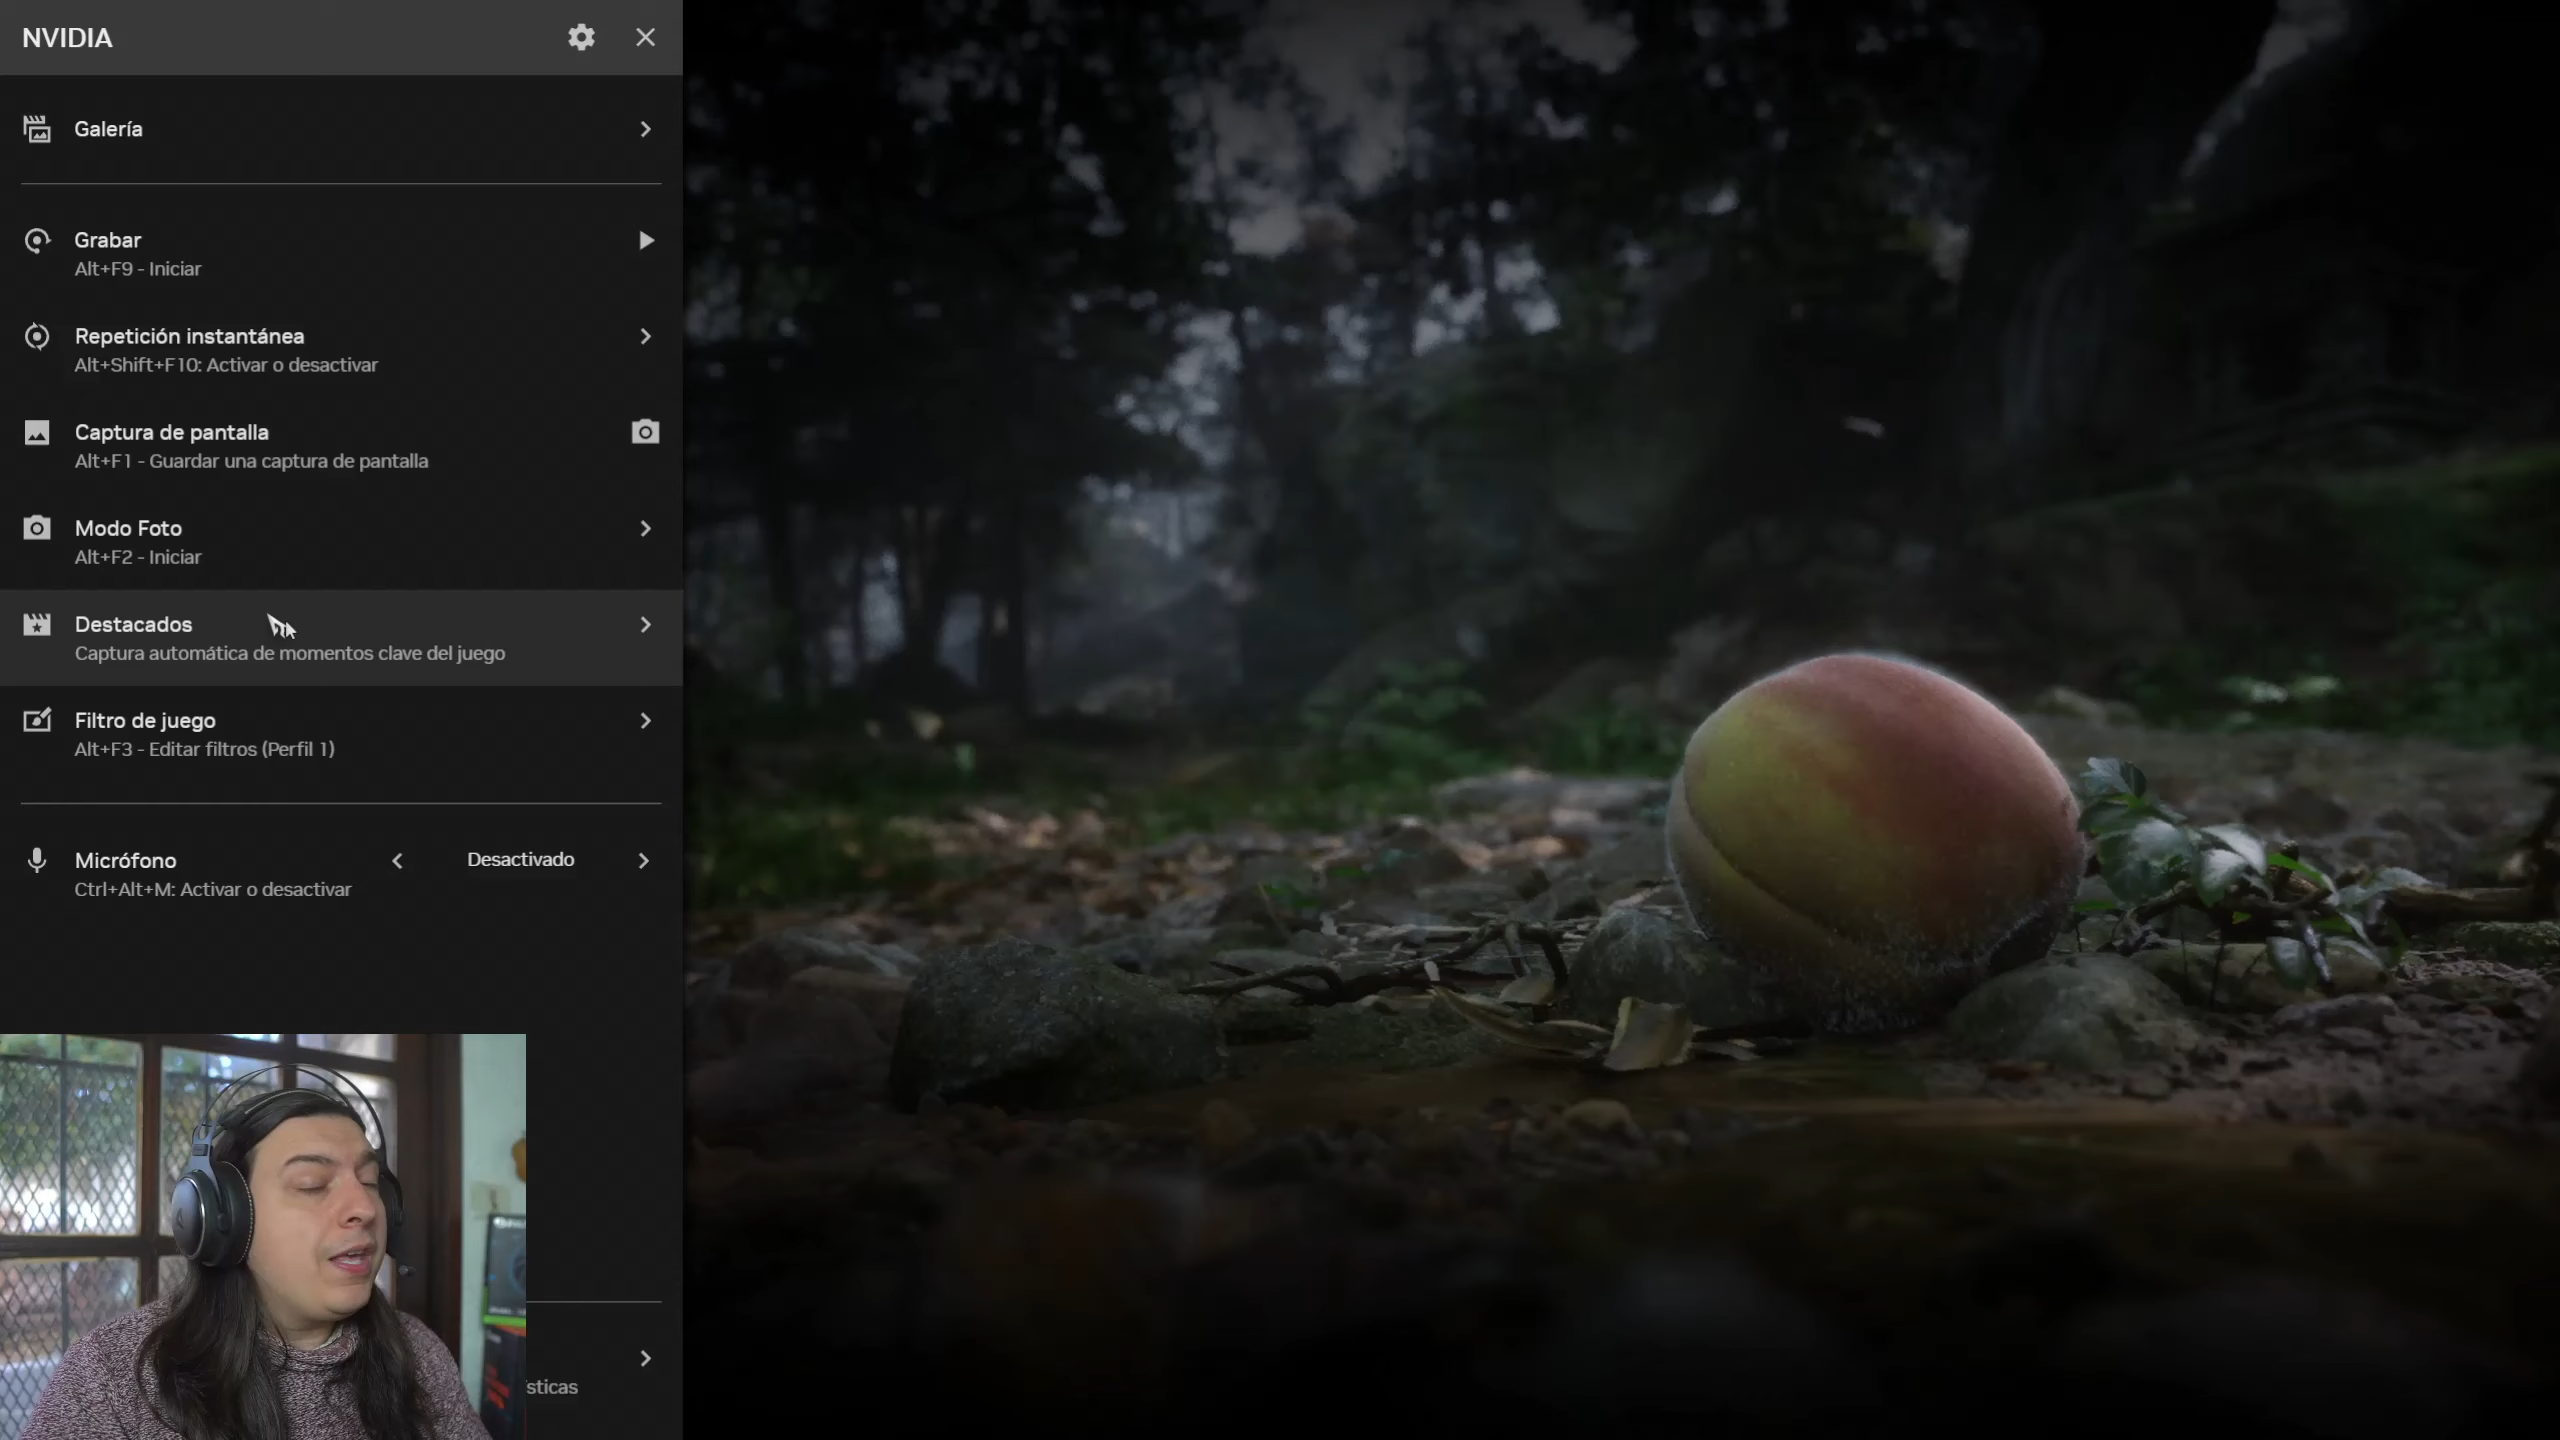 NVIDIA
Galería
Grabar
Alt+F9 - Iniciar
Repetición instantánea
Alt+Shift+F10: Activar o desactivar
Captura de pantalla
Alt+F1 - Guardar una captura de pantalla
Modo Foto
Alt+F2 - Iniciar
Destacados
Captura automática de momentos clave del juego
Filtro de juego
Alt+F3 - Editar filtros (Perfil 1)
Micrófono
Desactivado
Ctrl+Alt+M: Activar o desactivar